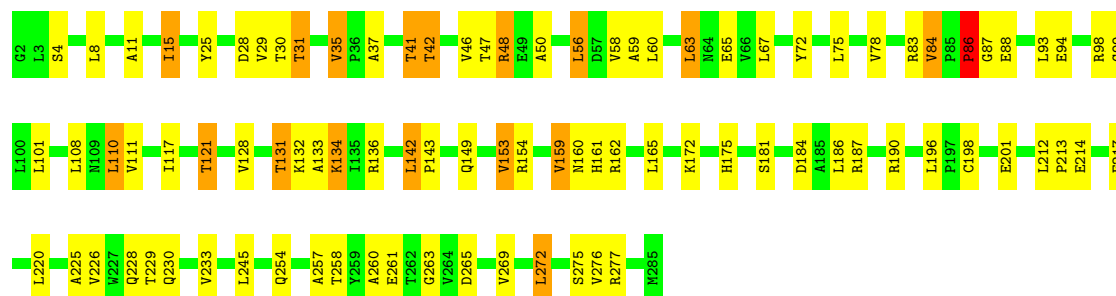 G2 L3 S4 L8 A11 I15 Y25 D28 V29 T30 T31 V35 P36 A37 T41 T42 V46 T47 R48 E49 A50 L56 D57 V58 A59 L60 L63 N64 E65 V66 L67 Y72 L75 V78 R83 V84 P85 P86 G87 E88 L93 E94 R98
L100 L101 L108 N109 L110 V111 I117 T121 V128 T131 K132 A133 K134 I135 R136 L142 P143 Q149 V153 R154 V159 N160 H161 R162 L165 K172 H175 S181 D184 A185 L186 R187 R190 L196 P197 C198 E201 L212 P213 E214
L220 A225 V226 W227 Q228 T229 Q230 V233 L245 Q254 A257 T258 Y259 A260 E261 T262 G263 V264 D265 V269 L272 S275 V276 R277 M285